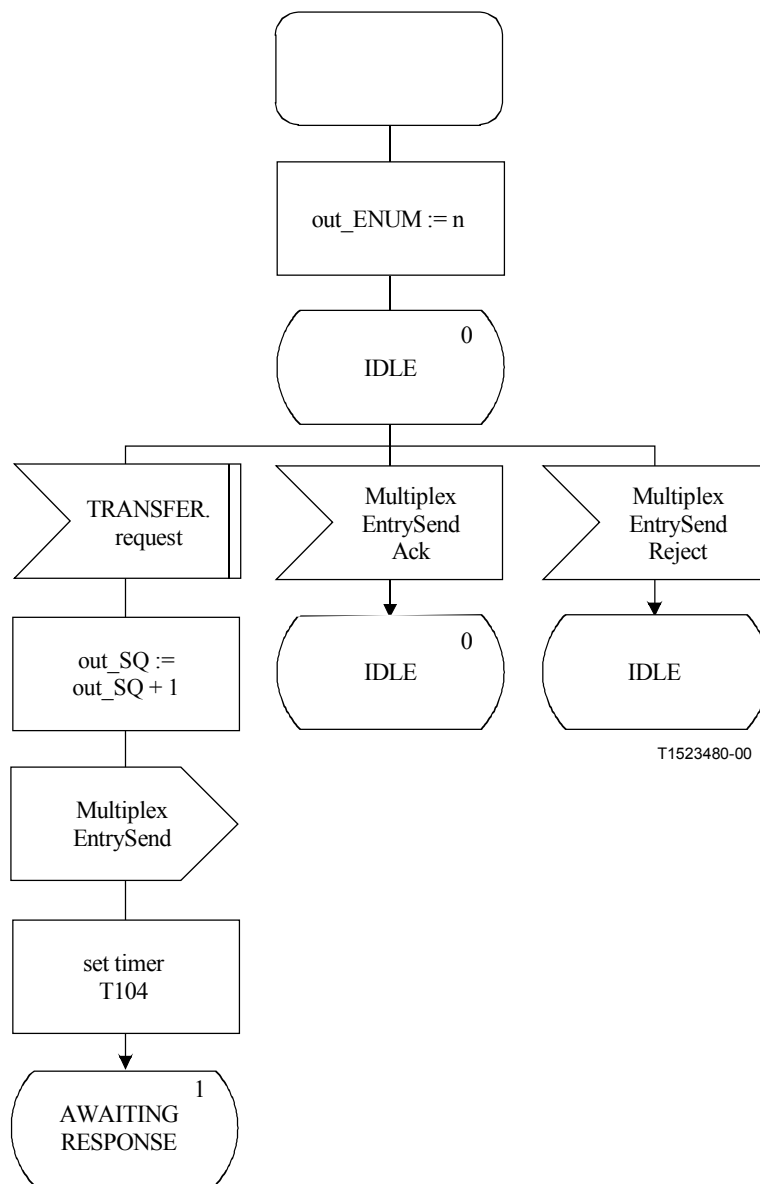 out_ENUM := n
0
IDLE
TRANSFER.
request
Multiplex
EntrySend
Ack
Multiplex
EntrySend
Reject
out_SQ :=
out_SQ + 1
0
IDLE
IDLE
T1523480-00
Multiplex
EntrySend
set timer
T104
1
AWAITING
RESPONSE